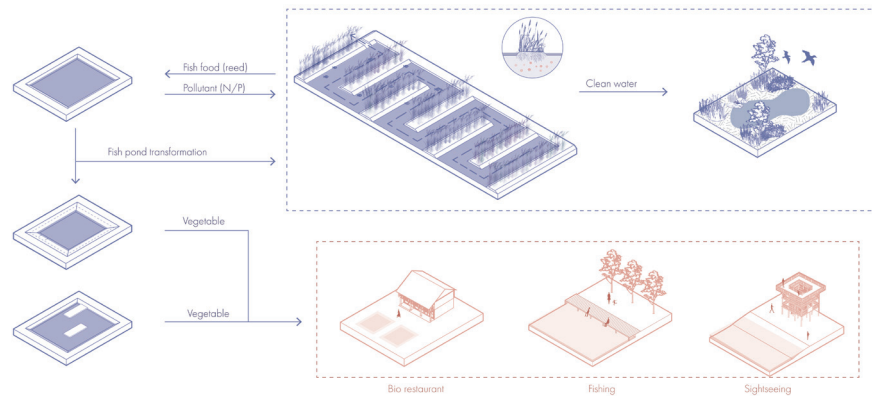 Fish food (reed)
Pollutant (N/P)
Clean water
Fish pond transformation
Vegetable
Vegetable
Bio restaurant
Fishing
Sightseeing